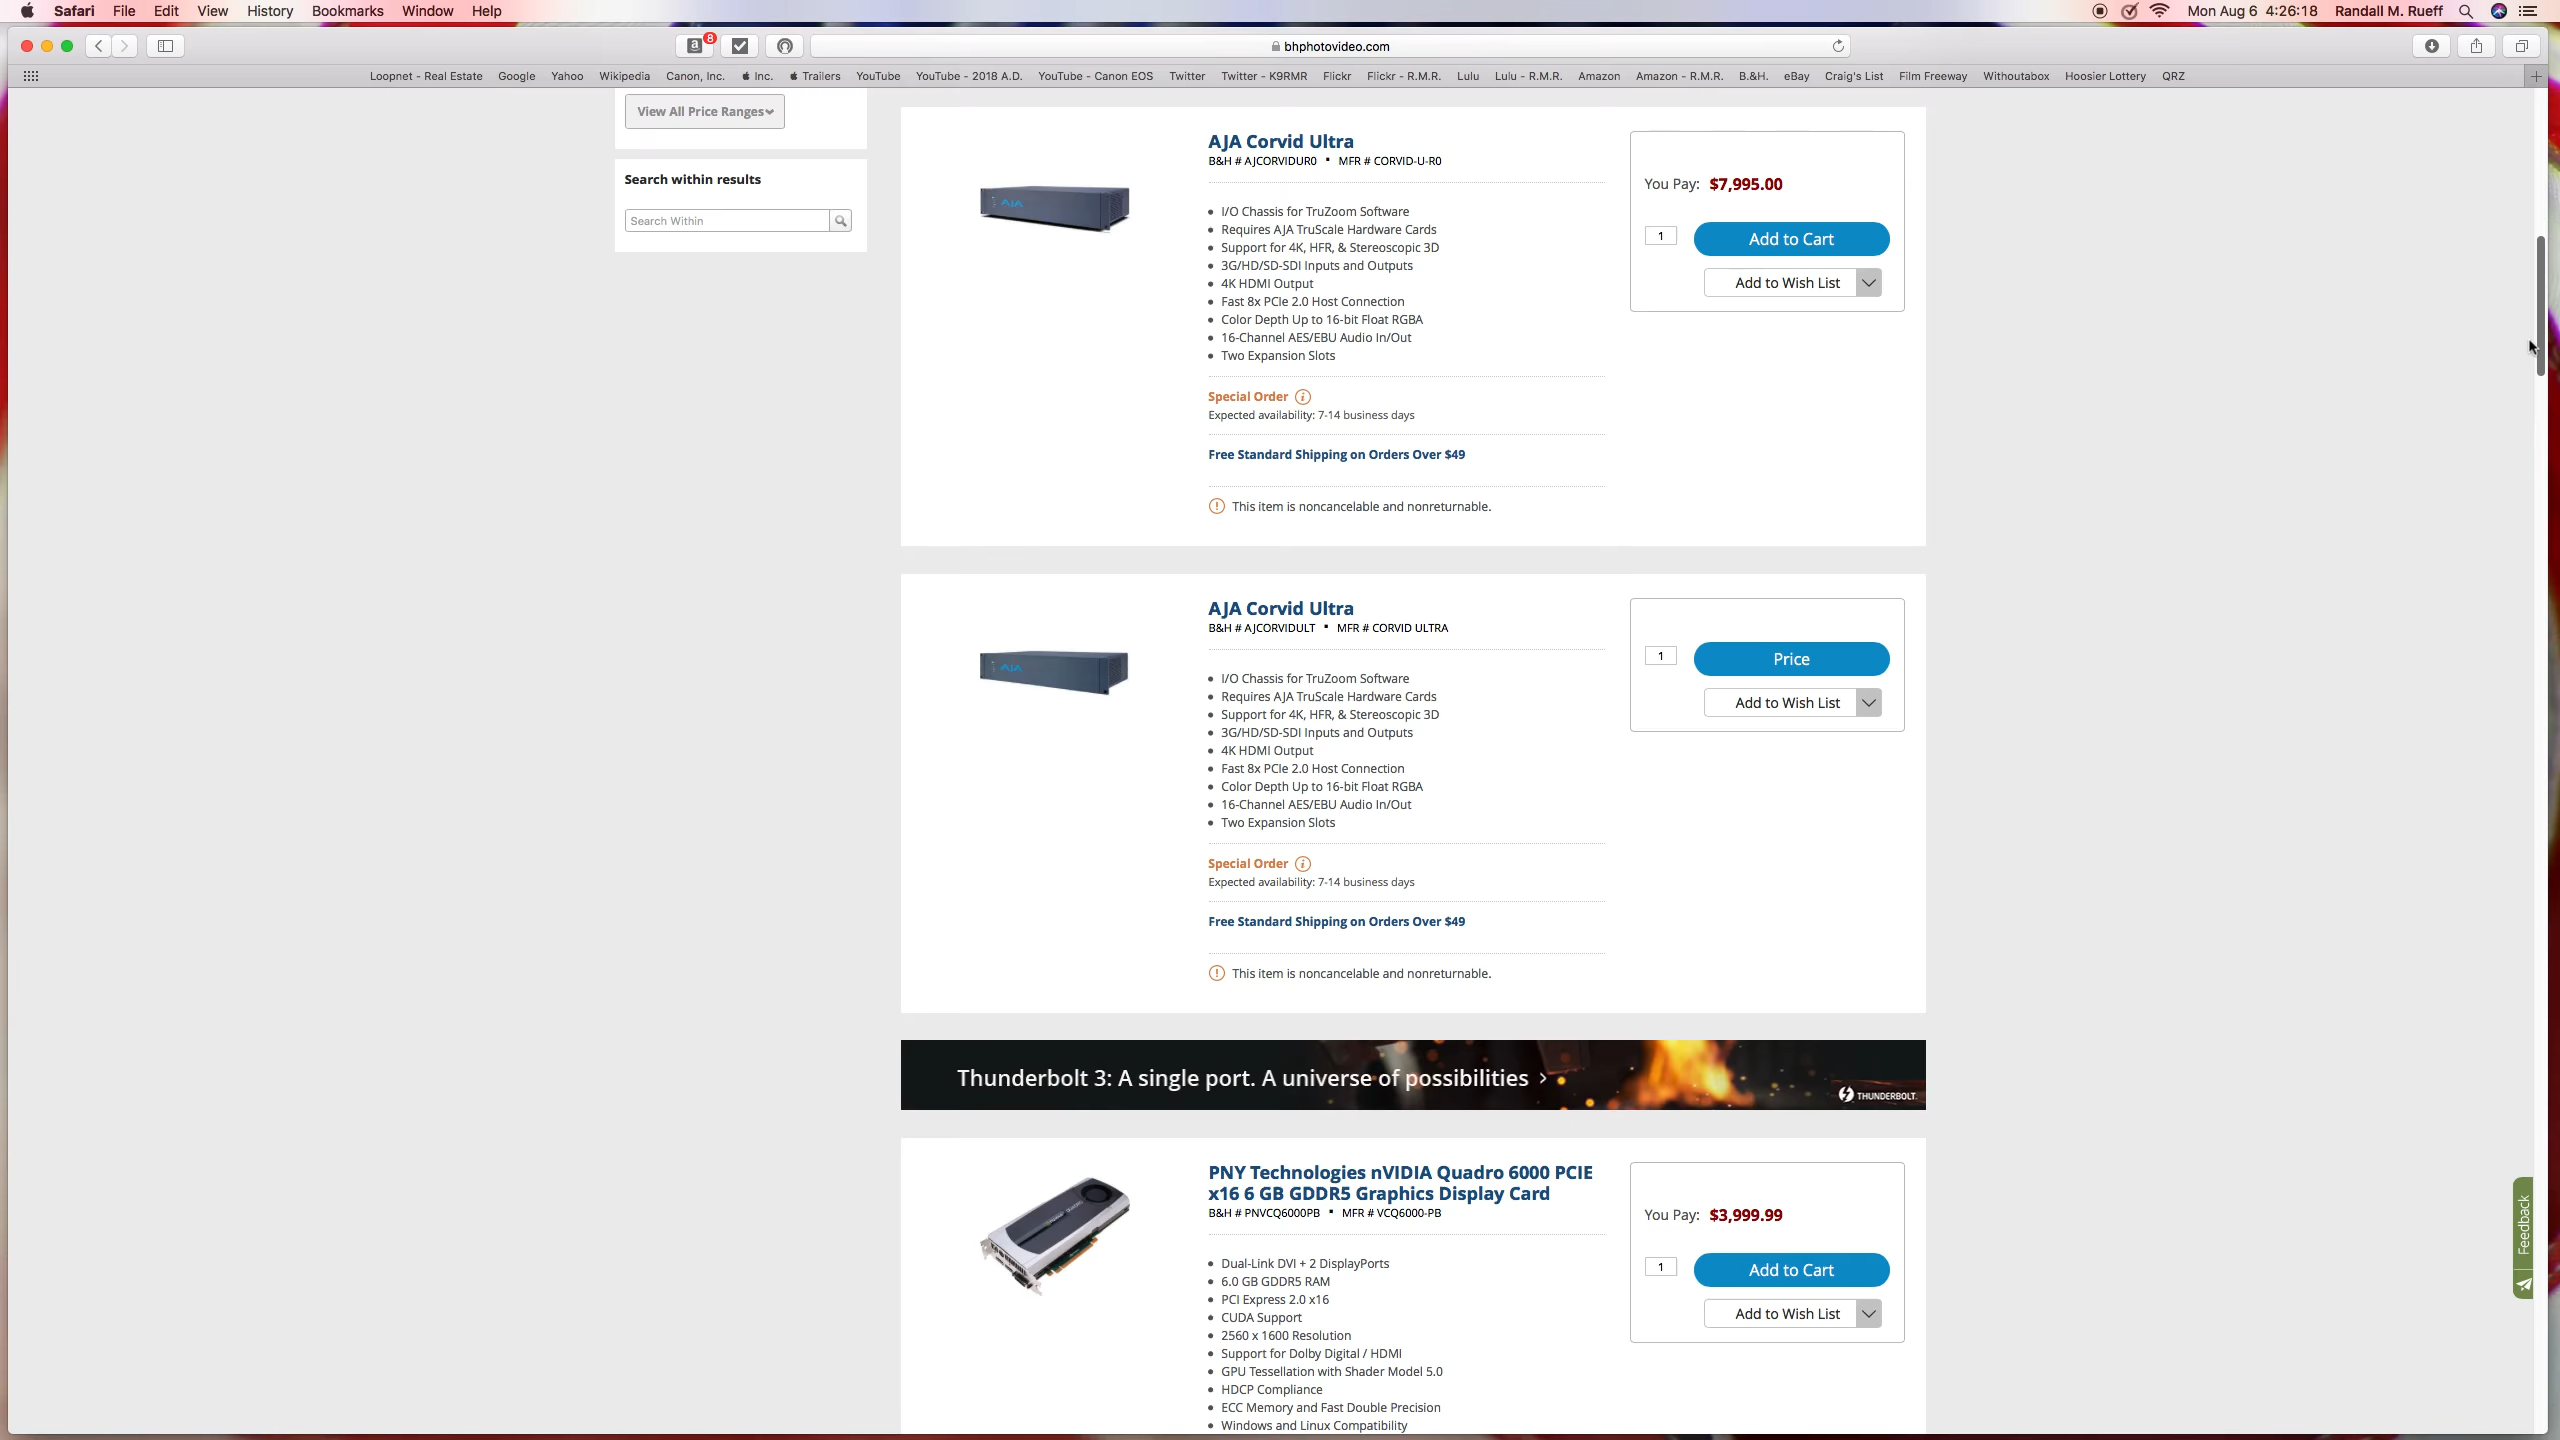 Safari File Edit View History Bookmarks Window Help Mon Aug 6 4:26:18 Randall M. Rueff
8
bhphotovideo.com
Loopnet - Real Estate Google Yahoo Wikipedia Canon, Inc. Inc. Trailers YouTube YouTube - 2018 A.D. YouTube - Canon EOS Twitter Twitter - K9RMR Flickr Flickr - R.M.R. Lulu Lulu - R.M.R. Amazon Amazon - R.M.R. B.&H. eBay Craig's List Film Freeway Withoutabox Hoosier Lottery QRZ
View All Price Ranges
Search within results
Search Within
AJA
AJA Corvid Ultra
B&H # AJCORVIDUR0 • MFR # CORVID-U-R0
• I/O Chassis for TruZoom Software
• Requires AJA TruScale Hardware Cards
• Support for 4K, HFR, & Stereoscopic 3D
• 3G/HD/SD-SDI Inputs and Outputs
• 4K HDMI Output
• Fast 8x PCIe 2.0 Host Connection
• Color Depth Up to 16-bit Float RGBA
• 16-Channel AES/EBU Audio In/Out
• Two Expansion Slots
Special Order
Expected availability: 7-14 business days
Free Standard Shipping on Orders Over $49
This item is noncancelable and nonreturnable.
You Pay: $7,995.00
1 Add to Cart
Add to Wish List
AJA
AJA Corvid Ultra
B&H # AJCORVIDULT • MFR # CORVID ULTRA
• I/O Chassis for TruZoom Software
• Requires AJA TruScale Hardware Cards
• Support for 4K, HFR, & Stereoscopic 3D
• 3G/HD/SD-SDI Inputs and Outputs
• 4K HDMI Output
• Fast 8x PCIe 2.0 Host Connection
• Color Depth Up to 16-bit Float RGBA
• 16-Channel AES/EBU Audio In/Out
• Two Expansion Slots
Special Order
Expected availability: 7-14 business days
Free Standard Shipping on Orders Over $49
This item is noncancelable and nonreturnable.
1 Price
Add to Wish List
Thunderbolt 3: A single port. A universe of possibilities >
THUNDERBOLT.
PNY Technologies nVIDIA Quadro 6000 PCIE
x16 6 GB GDDR5 Graphics Display Card
B&H # PNVCQ6000PB • MFR # VCQ6000-PB
• Dual-Link DVI + 2 DisplayPorts
• 6.0 GB GDDR5 RAM
• PCI Express 2.0 x16
• CUDA Support
• 2560 x 1600 Resolution
• Support for Dolby Digital / HDMI
• GPU Tessellation with Shader Model 5.0
• HDCP Compliance
• ECC Memory and Fast Double Precision
• Windows and Linux Compatibility
You Pay: $3,999.99
1 Add to Cart
Add to Wish List
Feedback